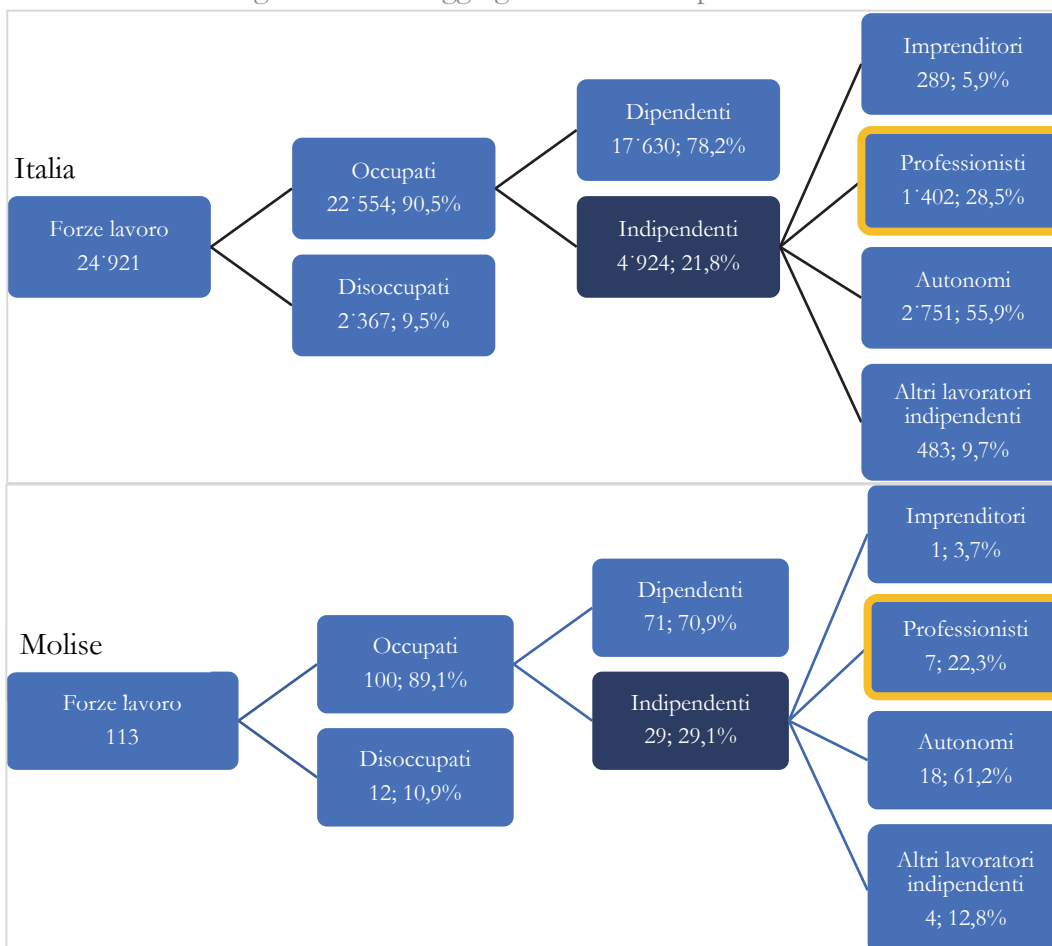 Italia
Forze lavoro
24˙921
Occupati
22˙554; 90,5%
Disoccupati
2˙367; 9,5%
Dipendenti
17˙630; 78,2%
Indipendenti
4˙924; 21,8%
Imprenditori
289; 5,9%
Professionisti
1˙402; 28,5%
Autonomi
2˙751; 55,9%
Altri lavoratori
indipendenti
483; 9,7%
Molise
Forze lavoro
113
Occupati
100; 89,1%
Disoccupati
12; 10,9%
Dipendenti
71; 70,9%
Indipendenti
29; 29,1%
Imprenditori
1; 3,7%
Professionisti
7; 22,3%
Autonomi
18; 61,2%
Altri lavoratori
indipendenti
4; 12,8%